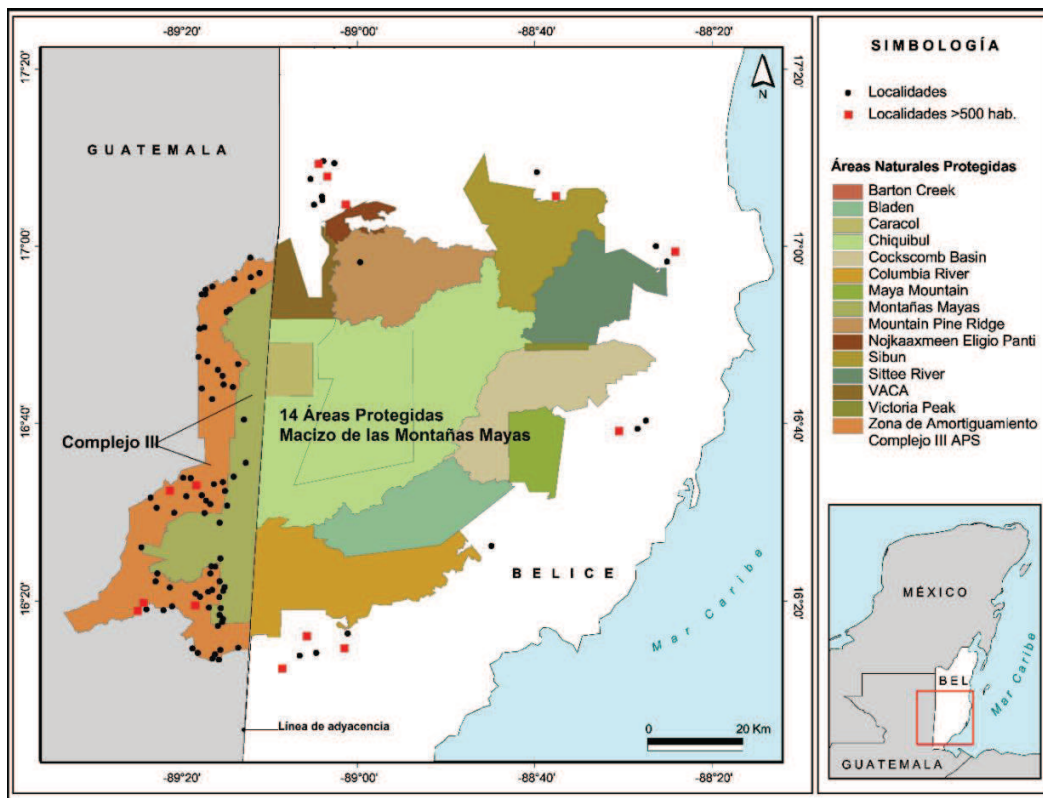 -89°20'
-89°00'
-88°40'
-88°20'
17°20'
17°20'
N
GUATEMALA
17°00'
17°00'
Complejo III
14 Áreas Protegidas
Macizo de las Montañas Mayas
16°40'
16°40'
BELICE
16°20'
16°20'
Mar Caribe
Línea de adyacencia
0 20 Km
-89°20'
-89°00'
-88°40'
-88°20'
SIMBOLOGÍA
Localidades
Localidades >500 hab.
Áreas Naturales Protegidas
Barton Creek
Bladen
Caracol
Chiquibul
Cockscomb Basin
Columbia River
Maya Mountain
Montañas Mayas
Mountain Pine Ridge
Nojkaaxmeen Eligio Panti
Sibun
Sittee River
VACA
Victoria Peak
Zona de Amortiguamiento
Complejo III APS
MÉXICO
BEL
Mar Caribe
GUATEMALA